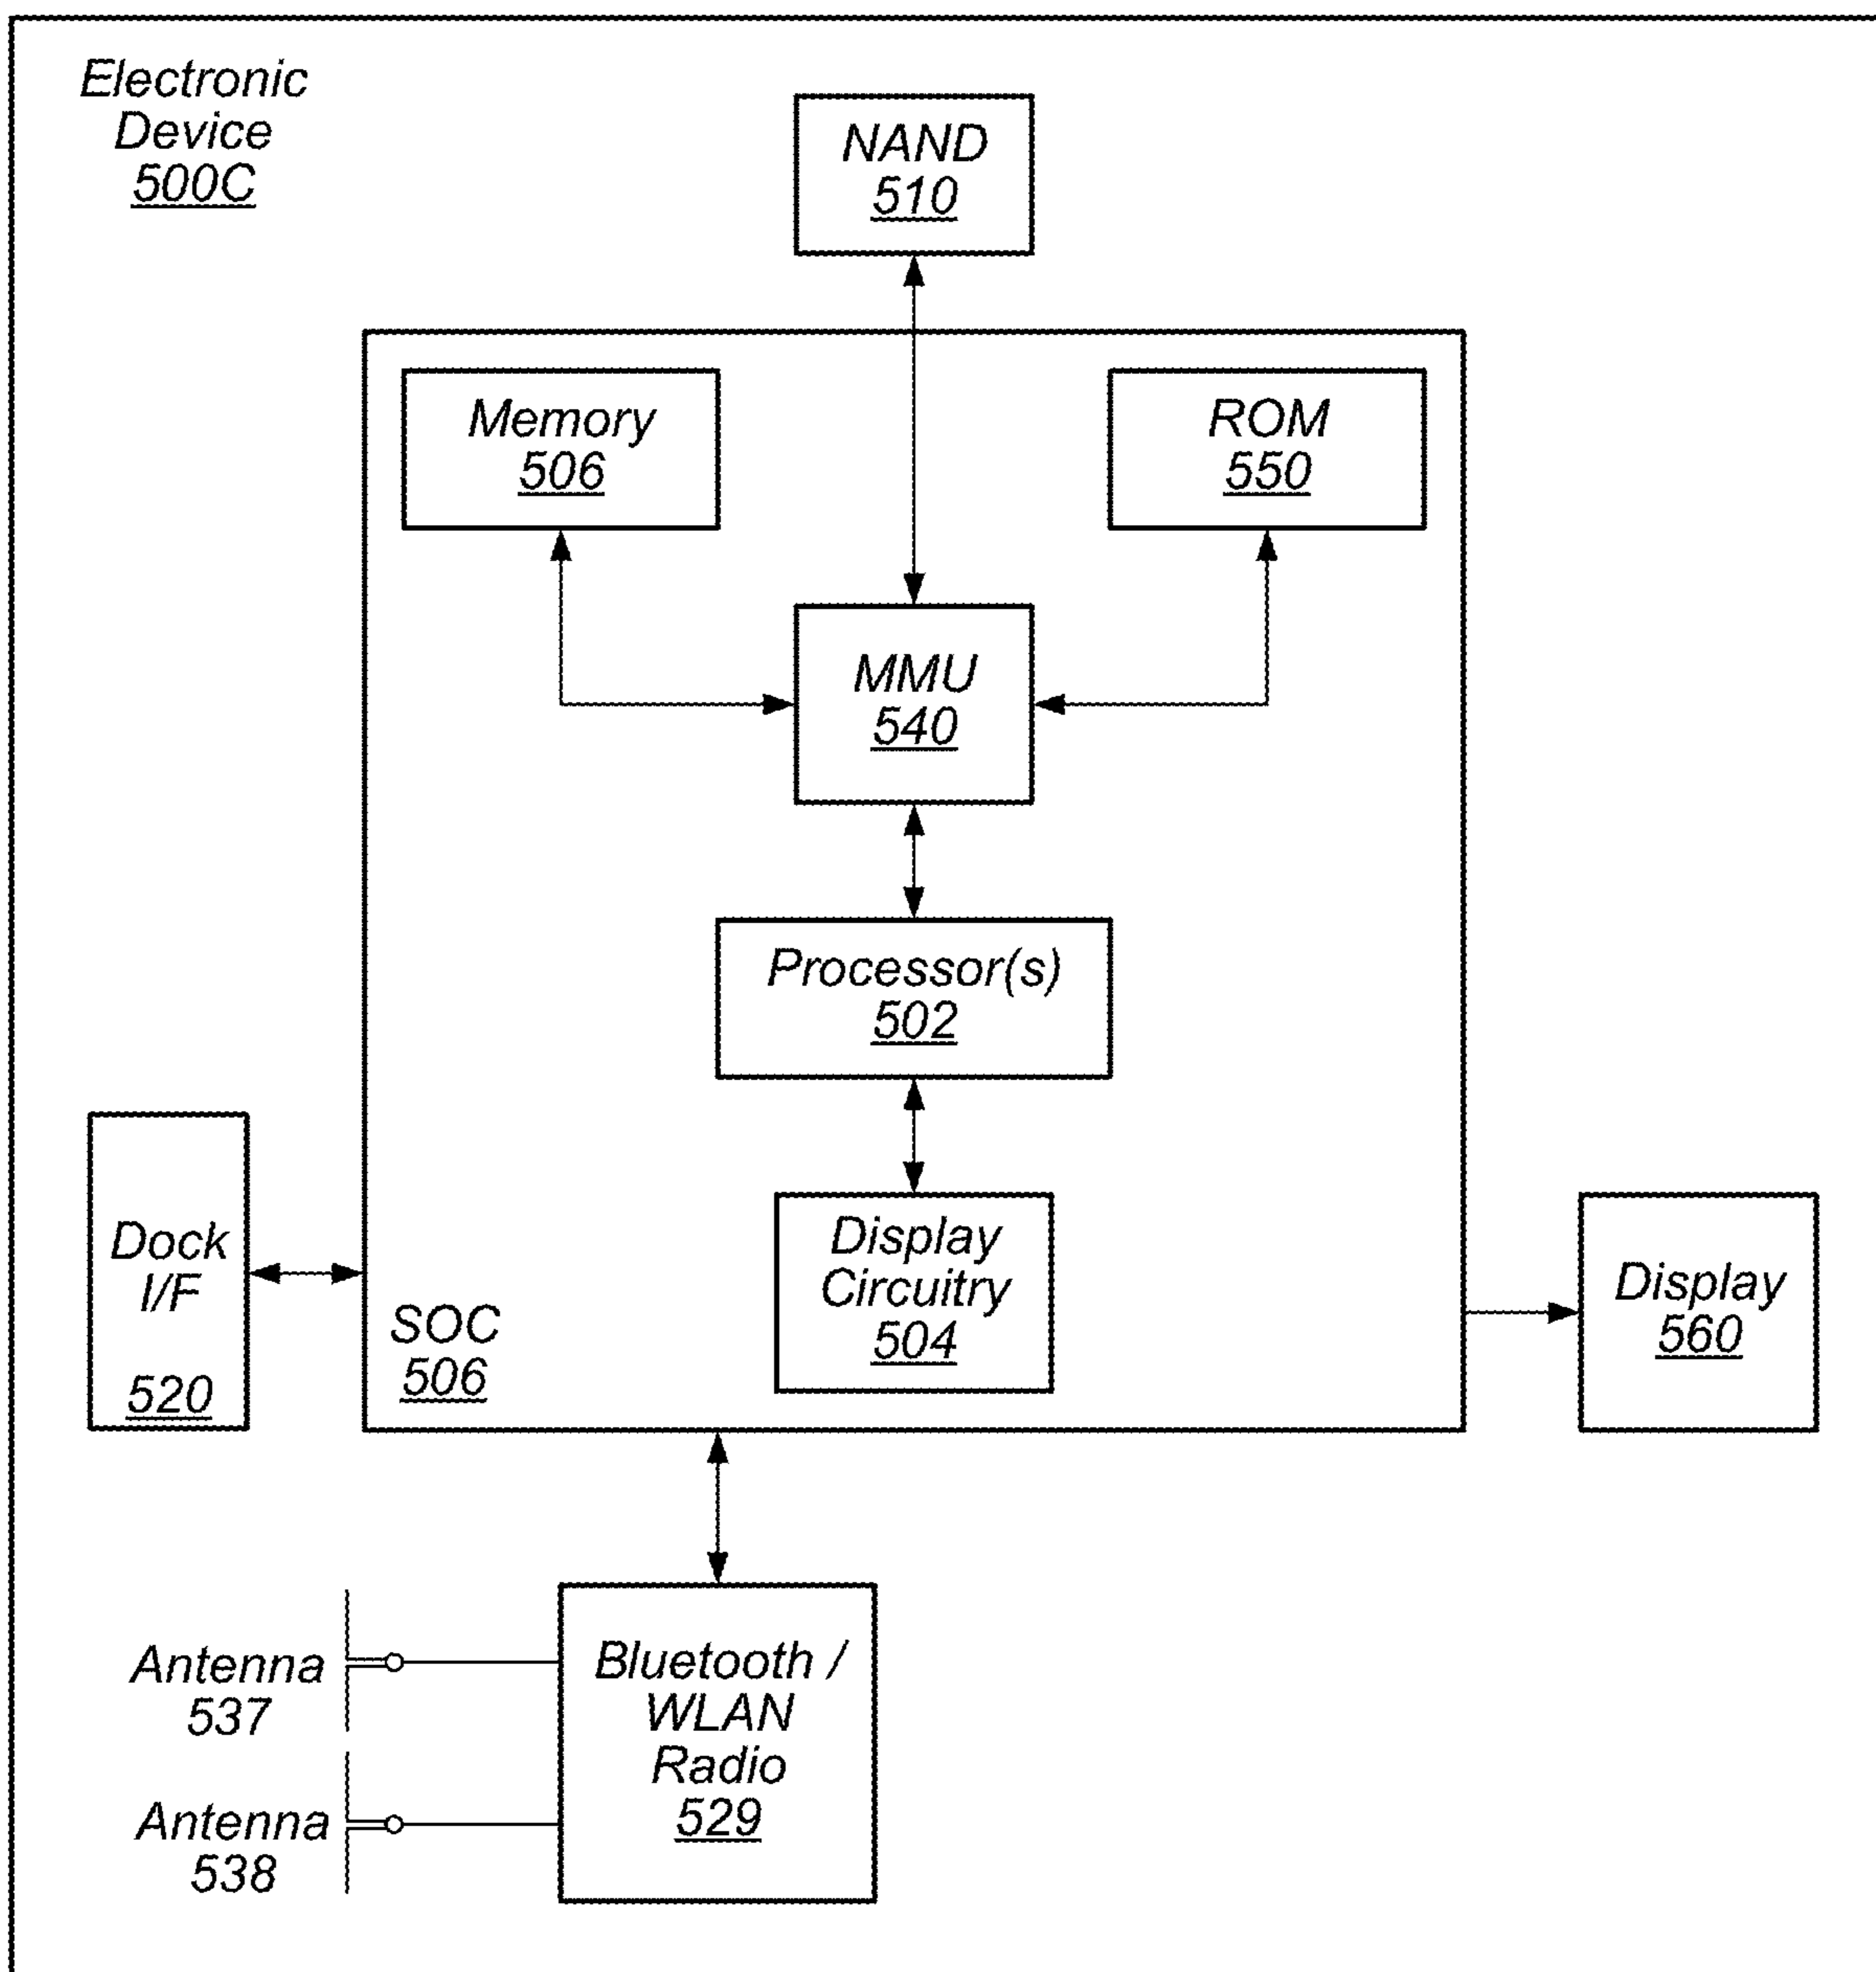 Electronic
Device
500C
NAND
510
Memory
506
ROM
550
MMU
540
Processor(s)
502
Display
Circuitry
504
Dock
I/F
520
SOC
506
Display
560
Bluetooth /
WLAN
Radio
529
Antenna
537
Antenna
538